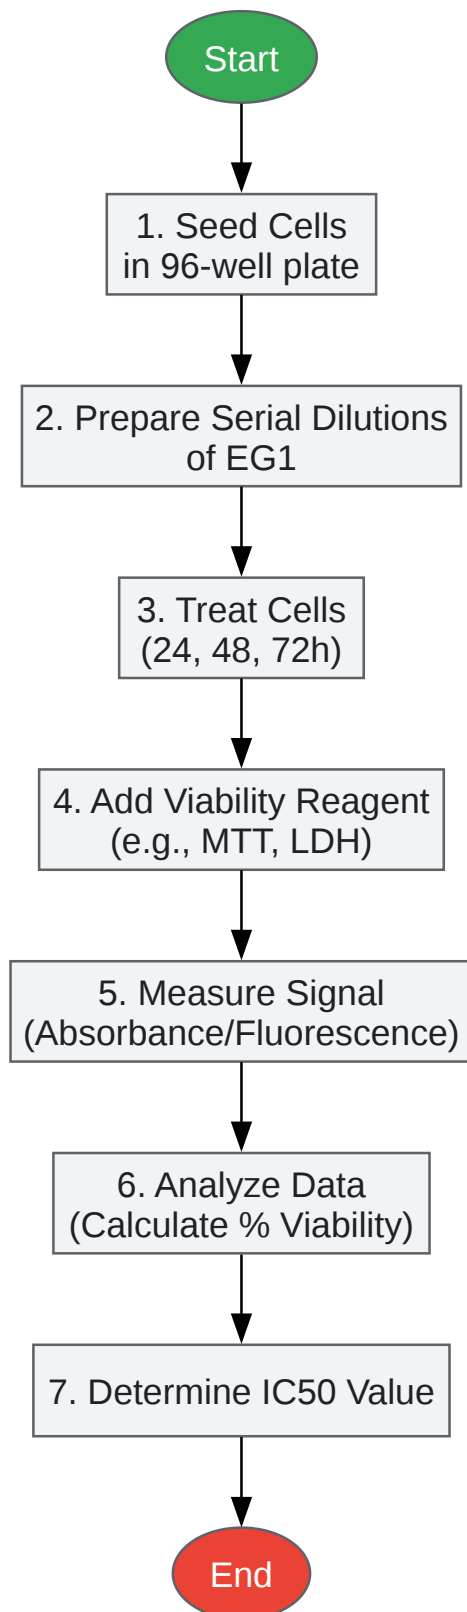 Start
1. Seed Cells
in 96-well plate
2. Prepare Serial Dilutions
of EG1
3. Treat Cells
(24, 48, 72h)
4. Add Viability Reagent
(e.g., MTT, LDH)
5. Measure Signal
(Absorbance/Fluorescence)
6. Analyze Data
(Calculate % Viability)
7. Determine IC50 Value
End